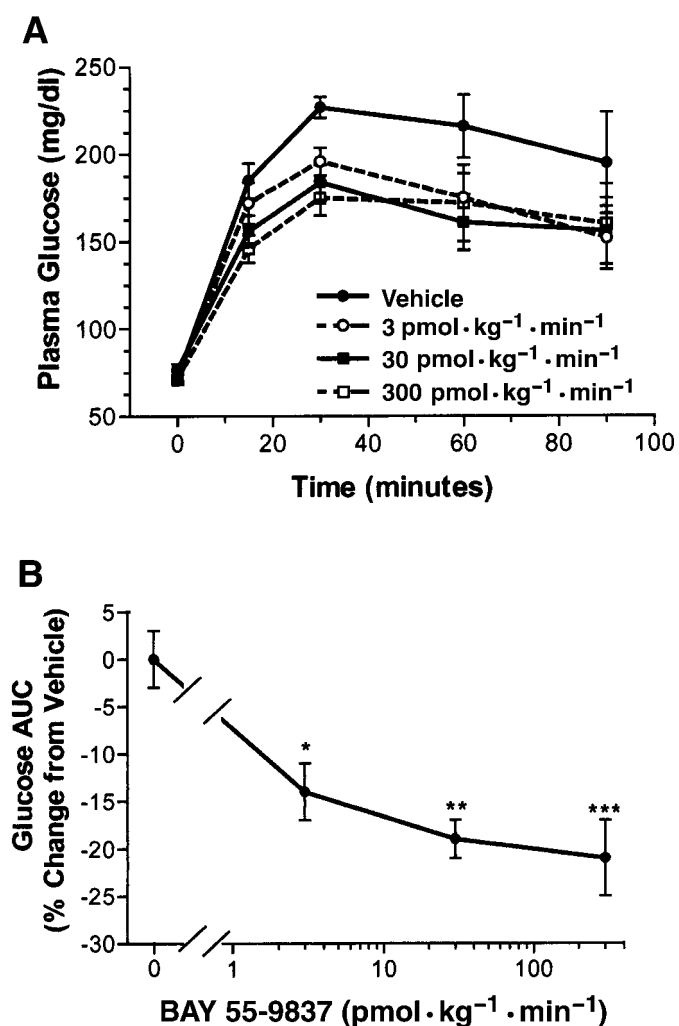 A
250
200
150
100
50
Plasma Glucose (mg/dl)
Vehicle
3 pmol·kg⁻¹·min⁻¹
30 pmol·kg⁻¹·min⁻¹
300 pmol·kg⁻¹·min⁻¹
0 20 40 60 80 100
Time (minutes)
B
5
0
-5
-10
-15
-20
-25
-30
Glucose AUC
(% Change from Vehicle)
*
**
***
0 1 10 100
BAY 55-9837 (pmol·kg⁻¹·min⁻¹)